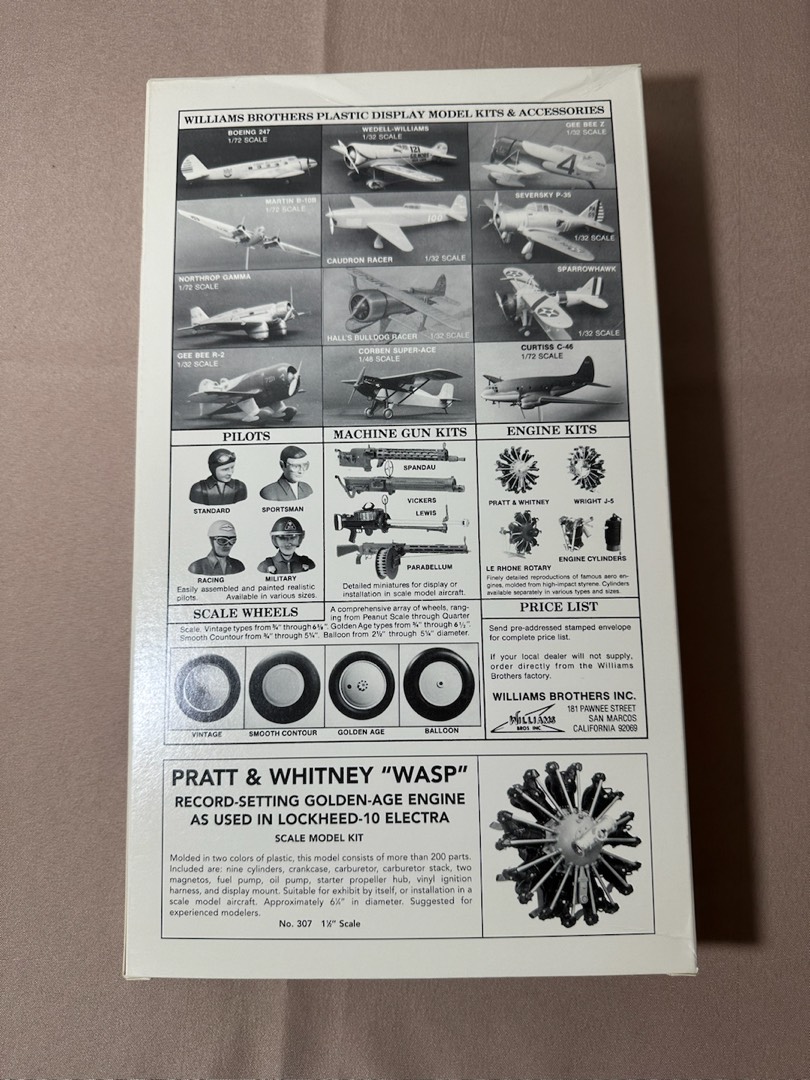 WILLIAMS BROTHERS PLASTIC DISPLAY MODEL KITS & ACCESSORIES
BOEING 247
1/72 SCALE
WEDELL-WILLIAMS
1/32 SCALE
121
GEE BEE Z
1/32 SCALE
4
MARTIN B-10B
1/72 SCALE
100
CAUDRON RACER
1/32 SCALE
SEVERSKY P-35
1/32 SCALE
NORTHROP GAMMA
1/72 SCALE
HALL'S BULLDOG RACER
1/32 SCALE
SPARROWHAWK
1/32 SCALE
GEE BEE R-2
1/32 SCALE
CORBEN SUPER-ACE
1/48 SCALE
CURTISS C-46
1/72 SCALE
PILOTS
STANDARD
SPORTSMAN
RACING
MILITARY
Easily assembled and painted realistic
pilots. Available in various sizes.
MACHINE GUN KITS
SPANDAU
VICKERS
LEWIS
PARABELLUM
Detailed miniatures for display or
installation in scale model aircraft.
ENGINE KITS
PRATT & WHITNEY
WRIGHT J-5
LE RHONE ROTARY
ENGINE CYLINDERS
Finely detailed reproductions of famous aero en-
gines, molded from high-impact styrene. Cylinders
available separately in various types and sizes.
SCALE WHEELS
A comprehensive array of wheels, rang-
ing from Peanut Scale through Quarter
Scale. Vintage types from ¾" through Golden Age types from ¾" through
Smooth Countour from ¾" through Balloon from through diameter.
VINTAGE
SMOOTH CONTOUR
GOLDEN AGE
BALLOON
PRICE LIST
Send pre-addressed stamped envelope
for complete price list.
If your local dealer will not supply,
order directly from the Williams
Brothers factory.
WILLIAMS BROTHERS INC.
181 PAWNEE STREET
SAN MARCOS
CALIFORNIA 92069
WILLIAMS
BROS INC
PRATT & WHITNEY "WASP"
RECORD-SETTING GOLDEN-AGE ENGINE
AS USED IN LOCKHEED-10 ELECTRA
SCALE MODEL KIT
Molded in two colors of plastic, this model consists of more than 200 parts.
Included are: nine cylinders, crankcase, carburetor, carburetor stack, two
magnetos, fuel pump, oil pump, starter propeller hub, vinyl ignition
harness, and display mount. Suitable for exhibit by itself, or installation in a
scale model aircraft. Approximately in diameter. Suggested for
experienced modelers.
No. 307 1½" Scale